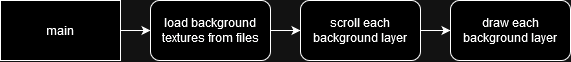 main
load background
textures from files
scroll each
background layer
draw each
background layer